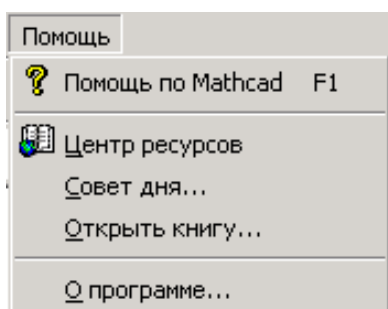 Помощь
Помощь по Mathcad F1
Центр ресурсов
Совет дня...
Открыть книгу...
О программе...